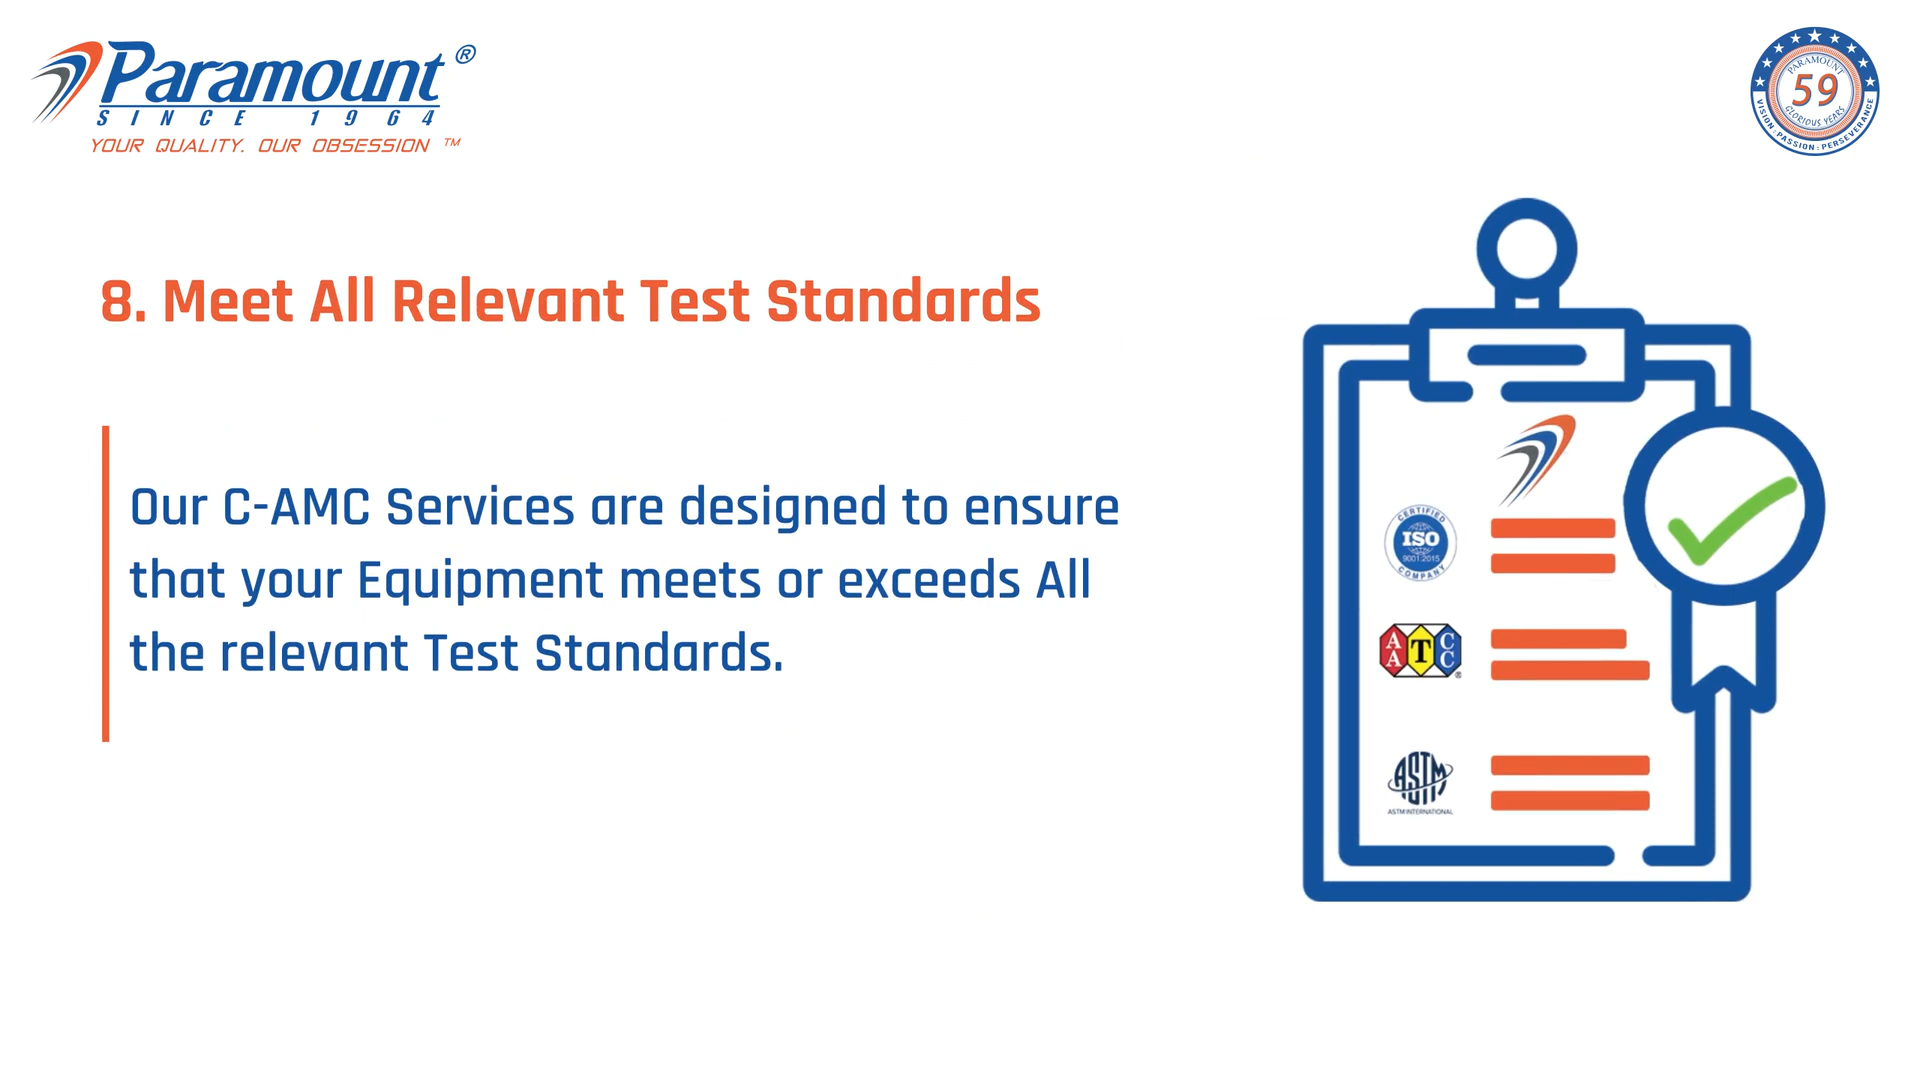 Paramount ®
SINCE 1964
YOUR QUALITY. OUR OBSESSION ™
PARAMOUNT
59
GLORIOUS YEARS
VISION : PASSION : PERSEVERANCE
8. Meet All Relevant Test Standards
Our C-AMC Services are designed to ensure
that your Equipment meets or exceeds All
the relevant Test Standards.
CERTIFIED
ISO
9001:2015
COMPANY
AATCC ®
ASTM
ASTM INTERNATIONAL